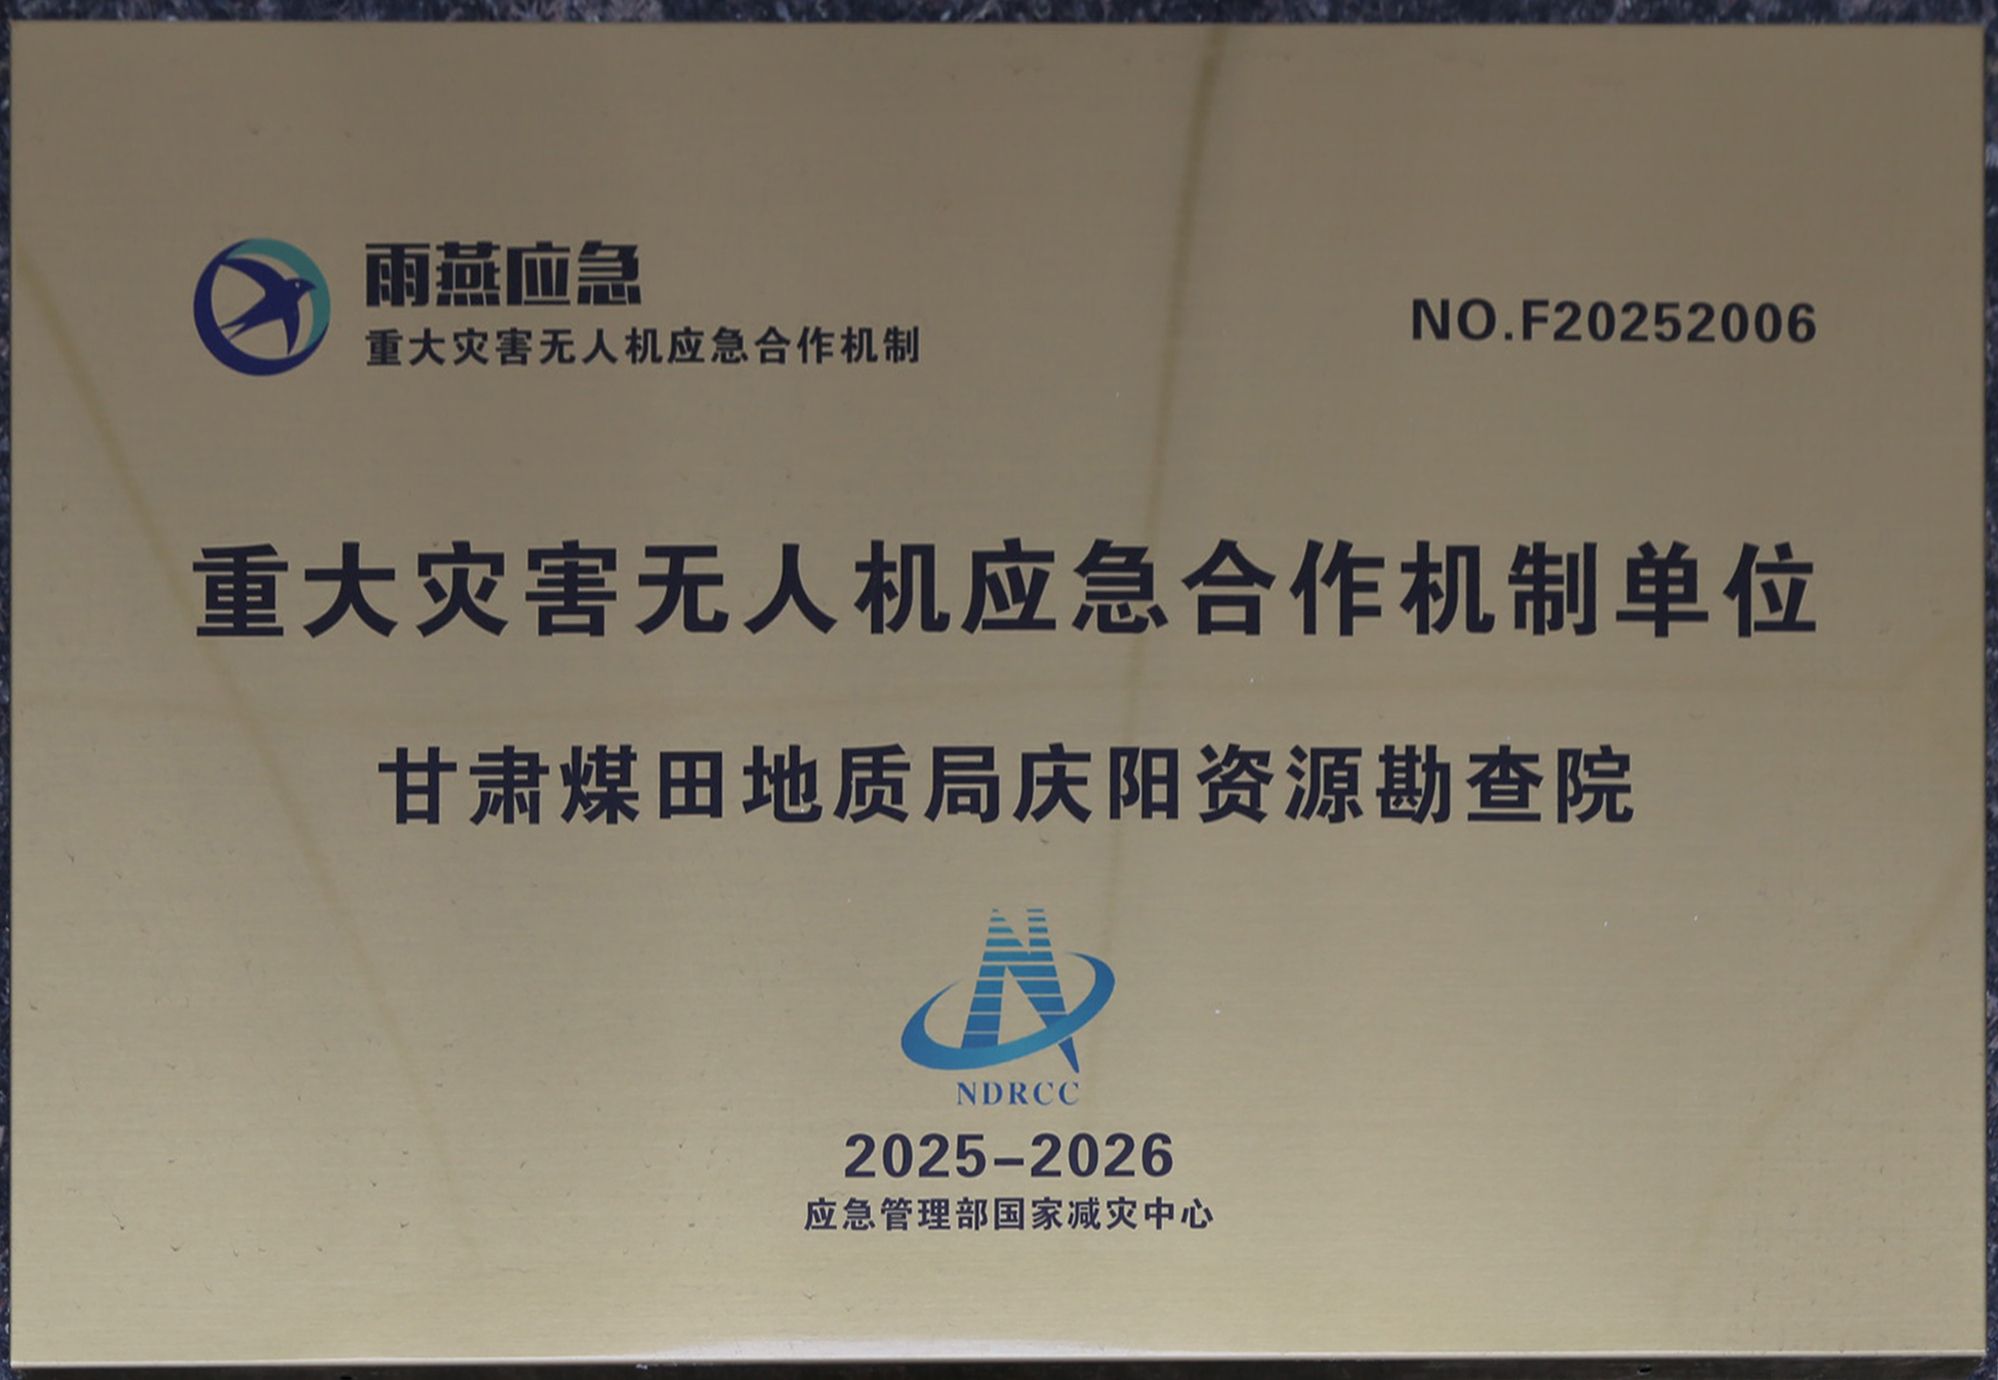 雨燕应急
重大灾害无人机应急合作机制
NO.F20252006
重大灾害无人机应急合作机制单位
甘肃煤田地质局庆阳资源勘查院
NDRCC
2025-2026
应急管理部国家减灾中心